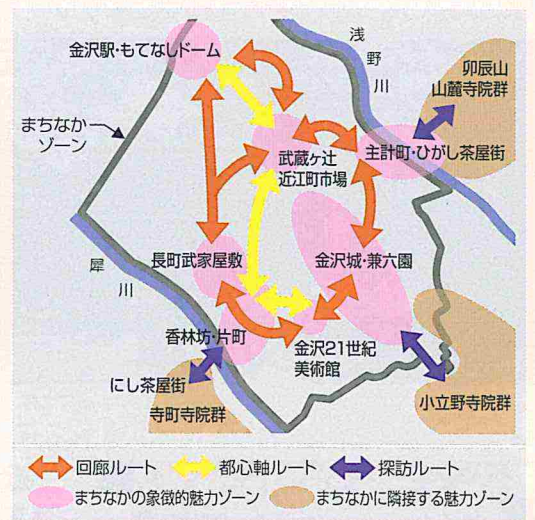 金沢駅・もてなしドーム
浅
野
川
卯辰山
山麓寺院群
まちなか
ゾーン
武蔵ヶ辻
近江町市場
主計町・ひがし茶屋街
長町武家屋敷
金沢城・兼六園
犀
川
香林坊・片町
金沢21世紀
美術館
にし茶屋街
寺町寺院群
小立野寺院群
回廊ルート
都心軸ルート
探訪ルート
まちなかの象徴的魅力ゾーン
まちなかに隣接する魅力ゾーン